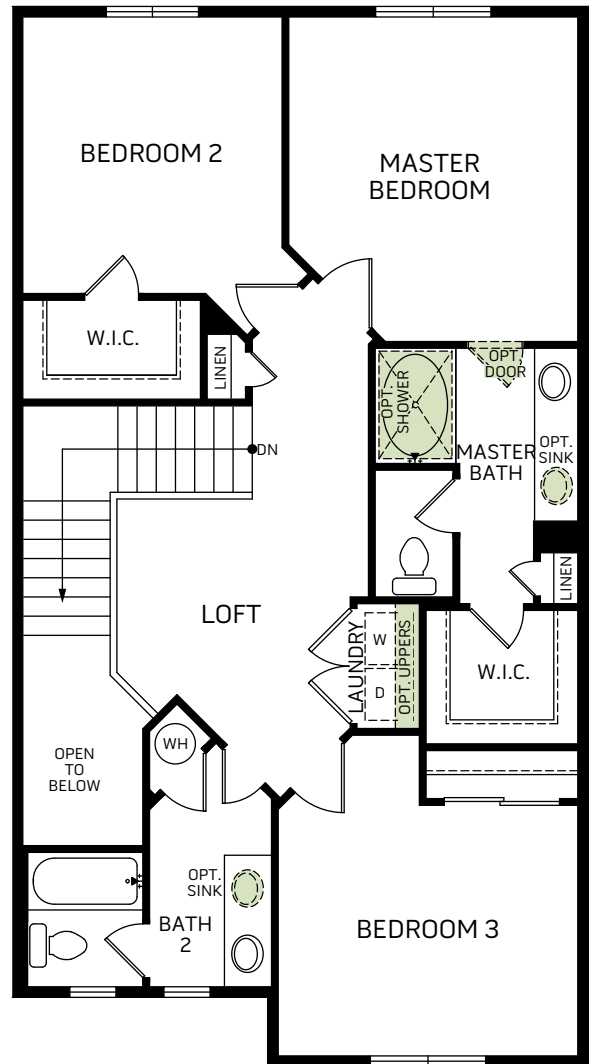 BEDROOM 2
MASTER
BEDROOM
W.I.C.
LINEN
OPT.
SHOWER
OPT.
DOOR
DN
MASTER
BATH
OPT.
SINK
LINEN
LOFT
LAUNDRY
W
D
OPT. UPPERS
W.I.C.
WH
OPEN
TO
BELOW
OPT.
SINK
BATH
2
BEDROOM 3